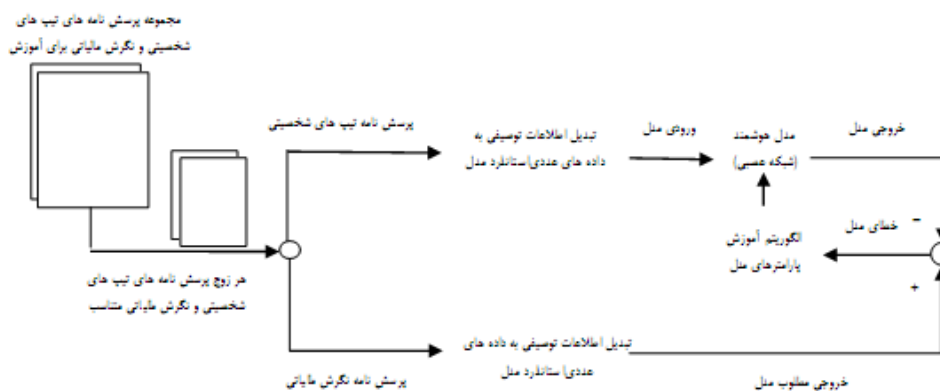 مجموعه پرسش نامه های تیپ های
شخصیتی و نگرش مالیاتی برای آموزش
پرسش نامه تیپ های شخصیتی
تبدیل اطلاعات توصیفی به
داده های عددی/ستاندرد مدل
ورودی مدل
مدل هوشمند
(شبکه عصبی)
خروجی مدل
خطای مدل
الگوریتم آموزش
پارامترهای مدل
−
+
هر زوج پرسش نامه های تیپ های
شخصیتی و نگرش مالیاتی متناسب
تبدیل اطلاعات توصیفی به داده های
عددی/ستاندرد مدل
پرسش نامه نگرش مالیاتی
خروجی مطلوب مدل